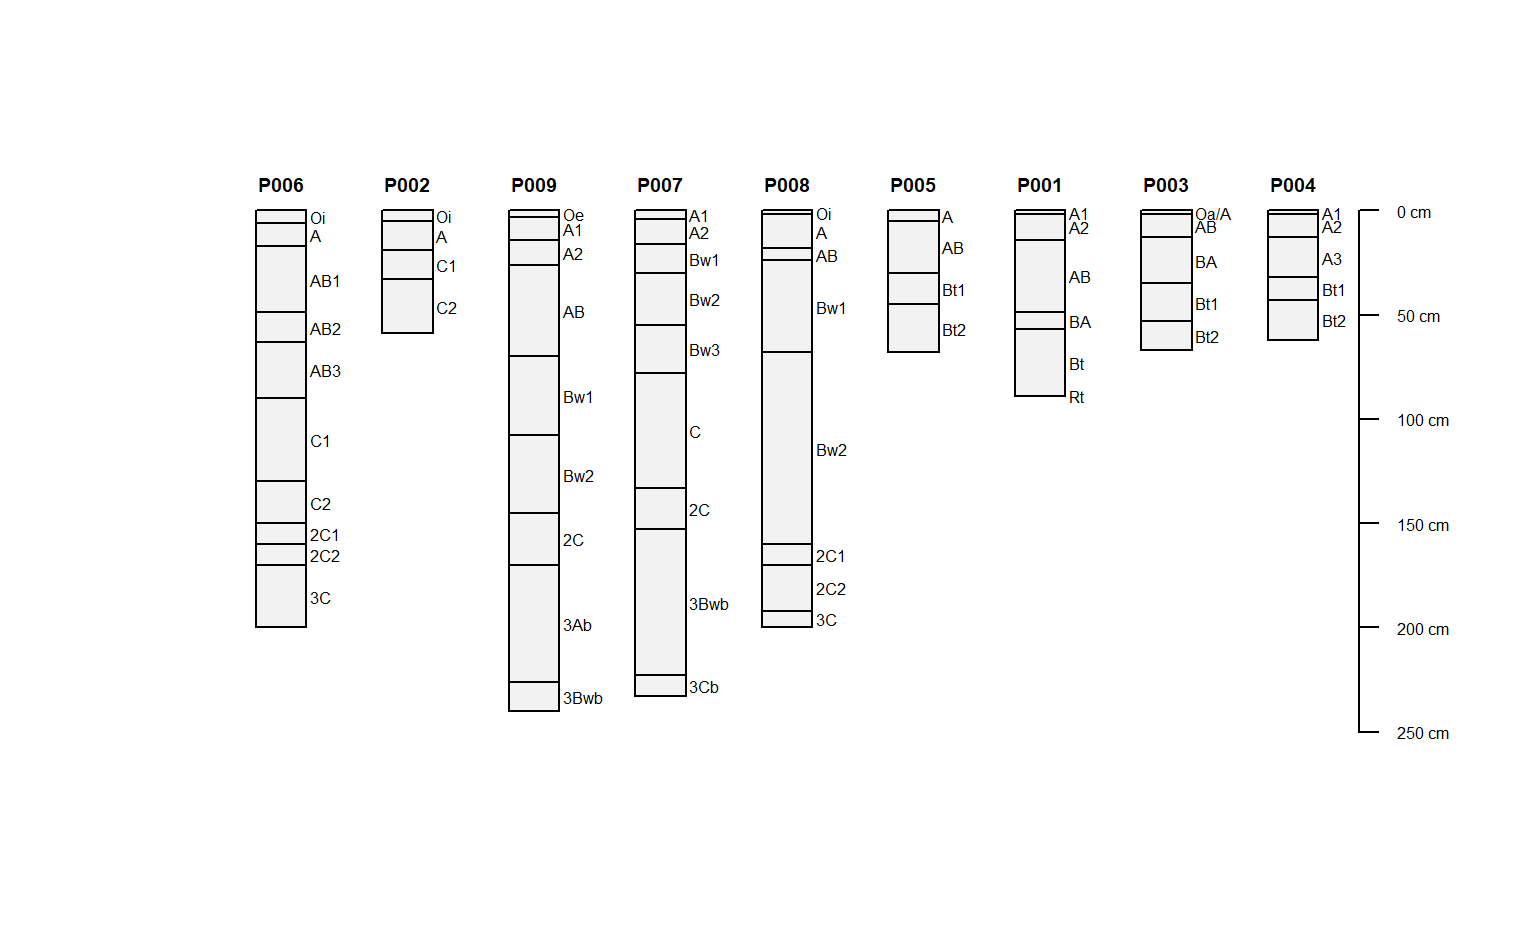 P006 P002 P009 P007 P008 P005 P001 P003 P004
Oi
A
AB1
AB2
AB3
C1
C2
2C1
2C2
3C
Oi
A
C1
C2
Oe
A1
A2
AB
Bw1
Bw2
2C
3Ab
3Bwb
A1
A2
Bw1
Bw2
Bw3
C
2C
3Bwb
3Cb
Oi
A
AB
Bw1
Bw2
2C1
2C2
3C
A
AB
Bt1
Bt2
A1
A2
AB
BA
Bt
Rt
Oa/A
AB
BA
Bt1
Bt2
A1
A2
A3
Bt1
Bt2
0 cm
50 cm
100 cm
150 cm
200 cm
250 cm